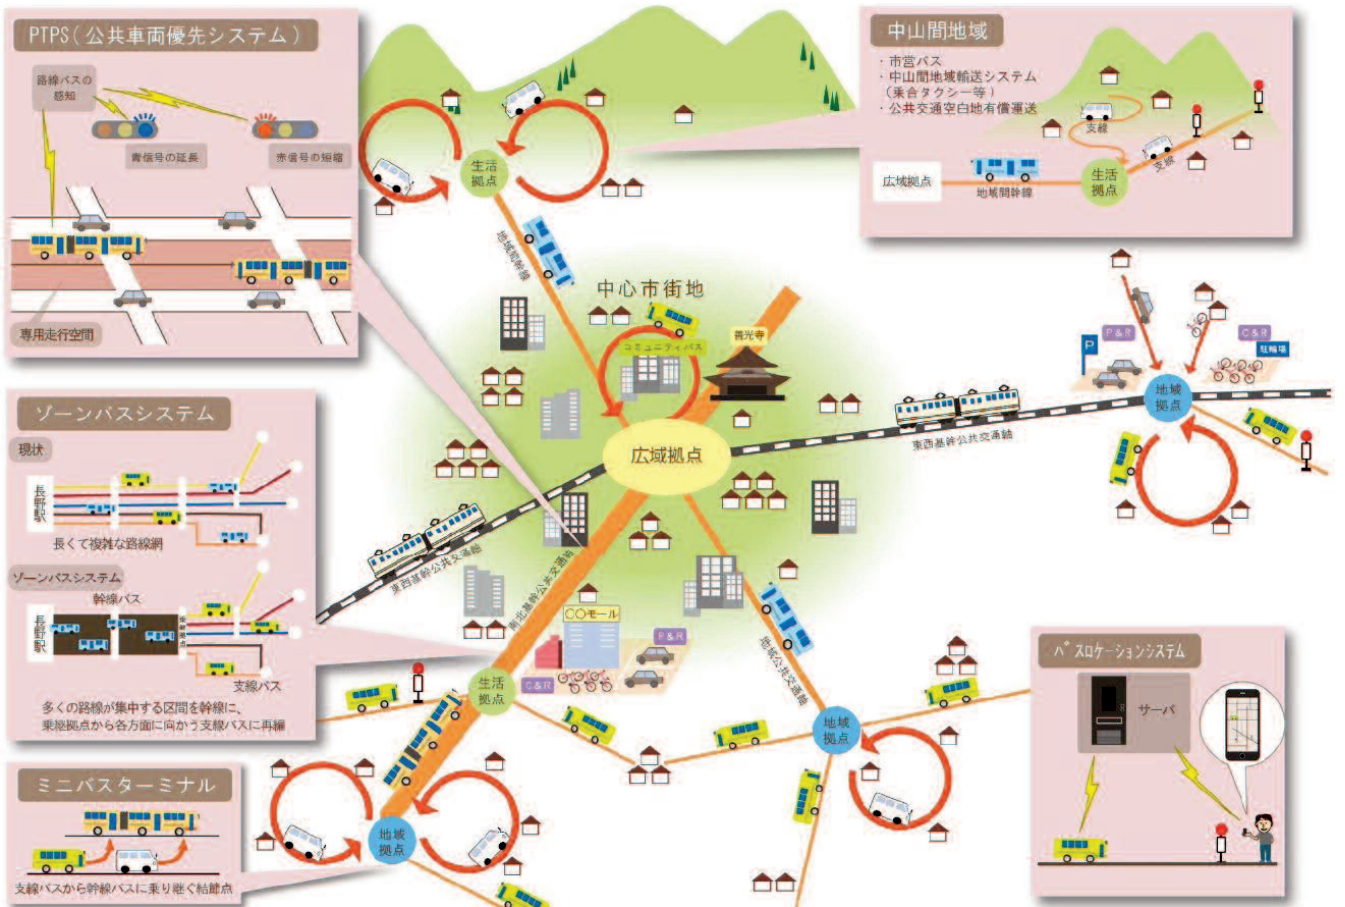 PTPS(公共車両優先システム)
路線バスの
感知
青信号の延長
赤信号の短縮
専用走行空間
ゾーンバスシステム
現状
長野駅
長くて複雑な路線網
ゾーンバスシステム
幹線バス
長野駅
乗継拠点
支線バス
多くの路線が集中する区間を幹線に、
乗継拠点から各方面に向かう支線バスに再編
ミニバスターミナル
支線バスから幹線バスに乗り継ぐ結節点
生活
拠点
地域間幹線
中心市街地
コミュニティバス
善光寺
広域拠点
東西基幹公共交通軸
東西基幹公共交通軸
南北基幹公共交通軸
〇〇モール
P&R
C&R
生活
拠点
地域公共交通軸
地域
拠点
地域
拠点
中山間地域
・市営バス
・中山間地域輸送システム
(乗合タクシー等)
・公共交通空白地有償運送
支線
支線
広域拠点
地域間幹線
生活
拠点
P&R
P
C&R
駐輪場
地域
拠点
バスロケーションシステム
サーバ